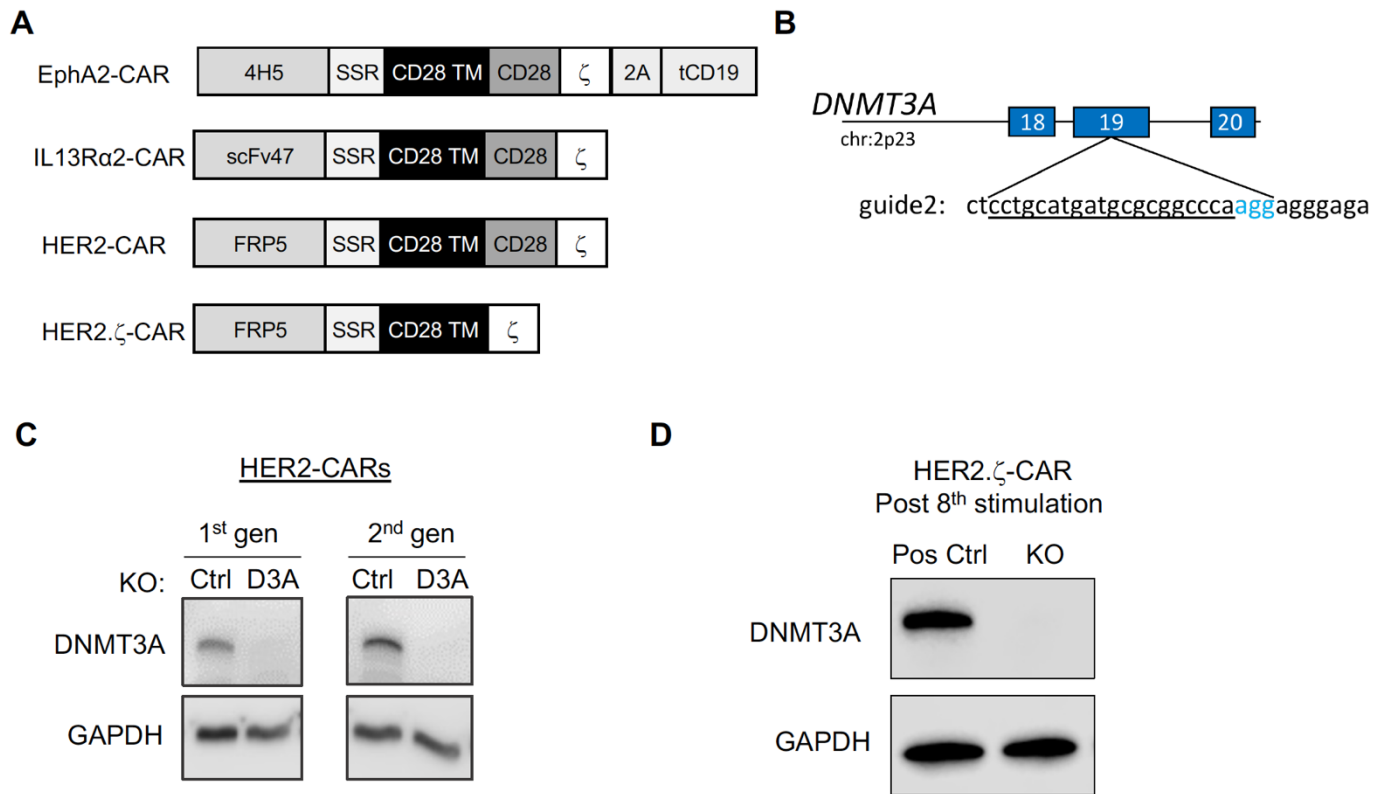 A
EphA2-CAR 4H5 SSR CD28 TM CD28 ζ 2A tCD19
IL13Rα2-CAR scFv47 SSR CD28 TM CD28 ζ
HER2-CAR FRP5 SSR CD28 TM CD28 ζ
HER2.ζ-CAR FRP5 SSR CD28 TM ζ
B
DNMT3A 18 19 20
chr:2p23
guide2: ctcctgcatgatgcgcggcccaaggagggaga
C
HER2-CARs
1st gen 2nd gen
KO: Ctrl D3A Ctrl D3A
DNMT3A
GAPDH
D
HER2.ζ-CAR
Post 8th stimulation
Pos Ctrl KO
DNMT3A
GAPDH